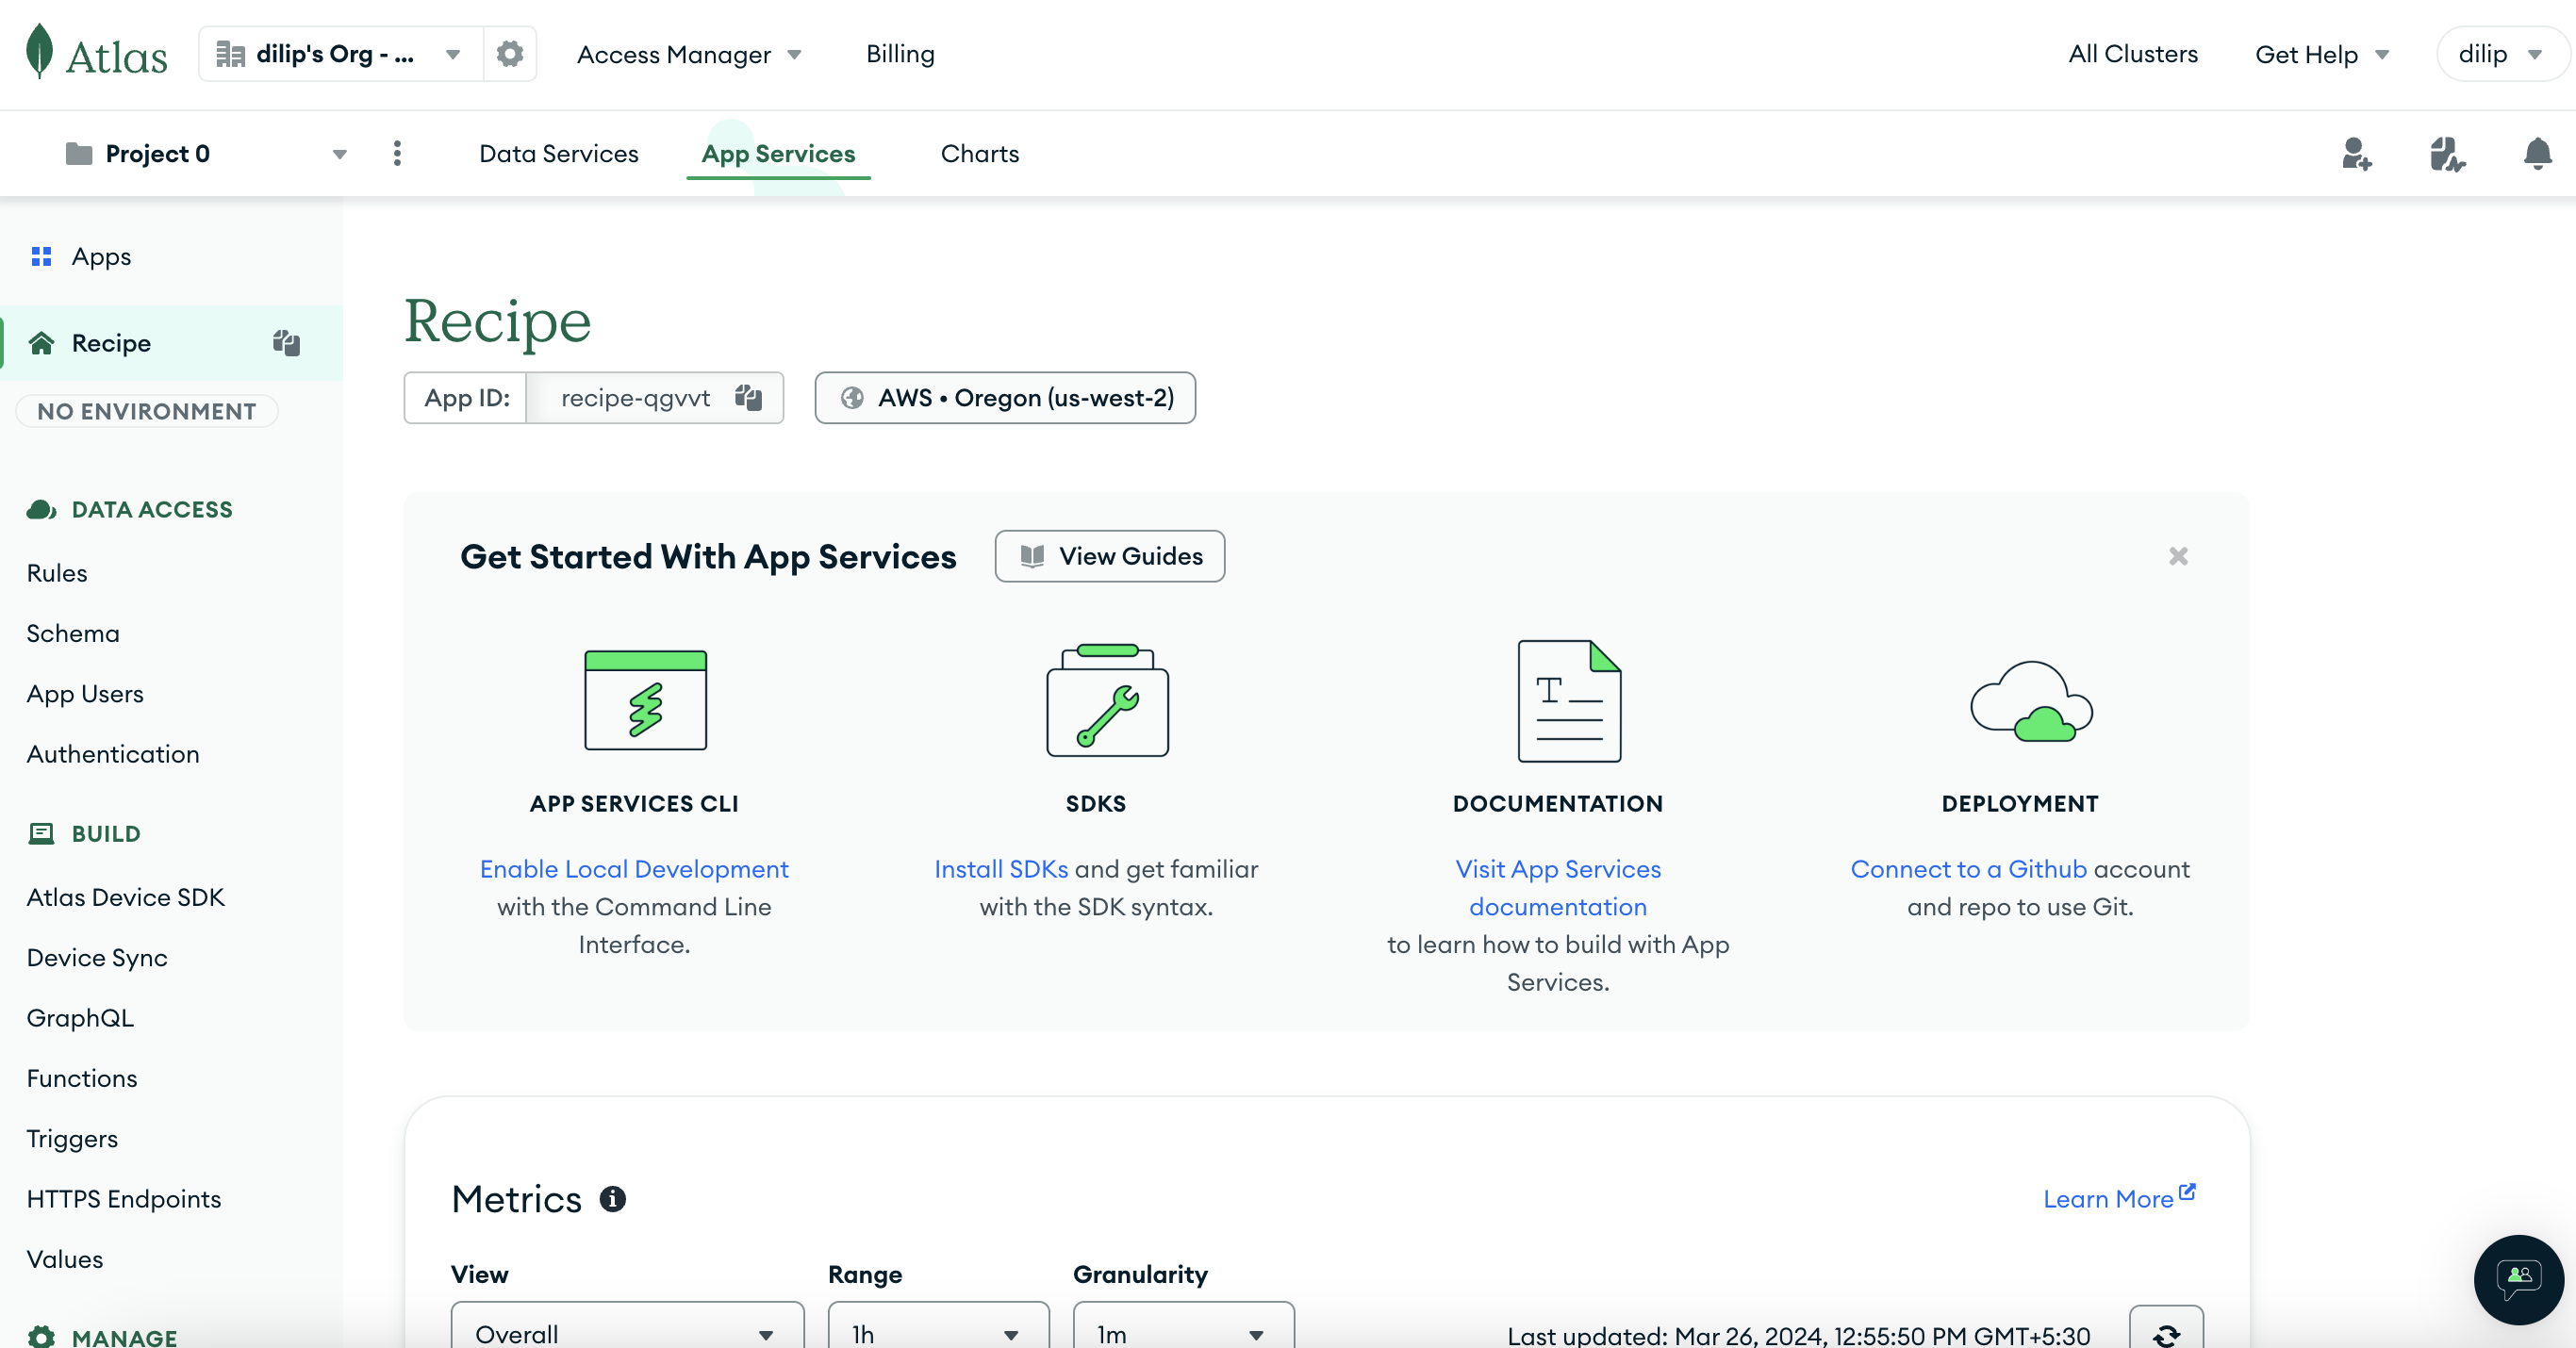 Atlas
dilip's Org - ...
Access Manager
Billing
All Clusters
Get Help
dilip
Project 0
Data Services
App Services
Charts
Apps
Recipe
NO ENVIRONMENT
DATA ACCESS
Rules
Schema
App Users
Authentication
BUILD
Atlas Device SDK
Device Sync
GraphQL
Functions
Triggers
HTTPS Endpoints
Values
MANAGE
Recipe
App ID: recipe-qgvvt
AWS • Oregon (us-west-2)
Get Started With App Services
View Guides
APP SERVICES CLI
Enable Local Development
with the Command Line
Interface.
SDKS
Install SDKs and get familiar
with the SDK syntax.
T
DOCUMENTATION
Visit App Services
documentation
to learn how to build with App
Services.
DEPLOYMENT
Connect to a Github account
and repo to use Git.
Metrics
Learn More
View
Overall
Range
1h
Granularity
1m
Last updated: Mar 26, 2024, 12:55:50 PM GMT+5:30